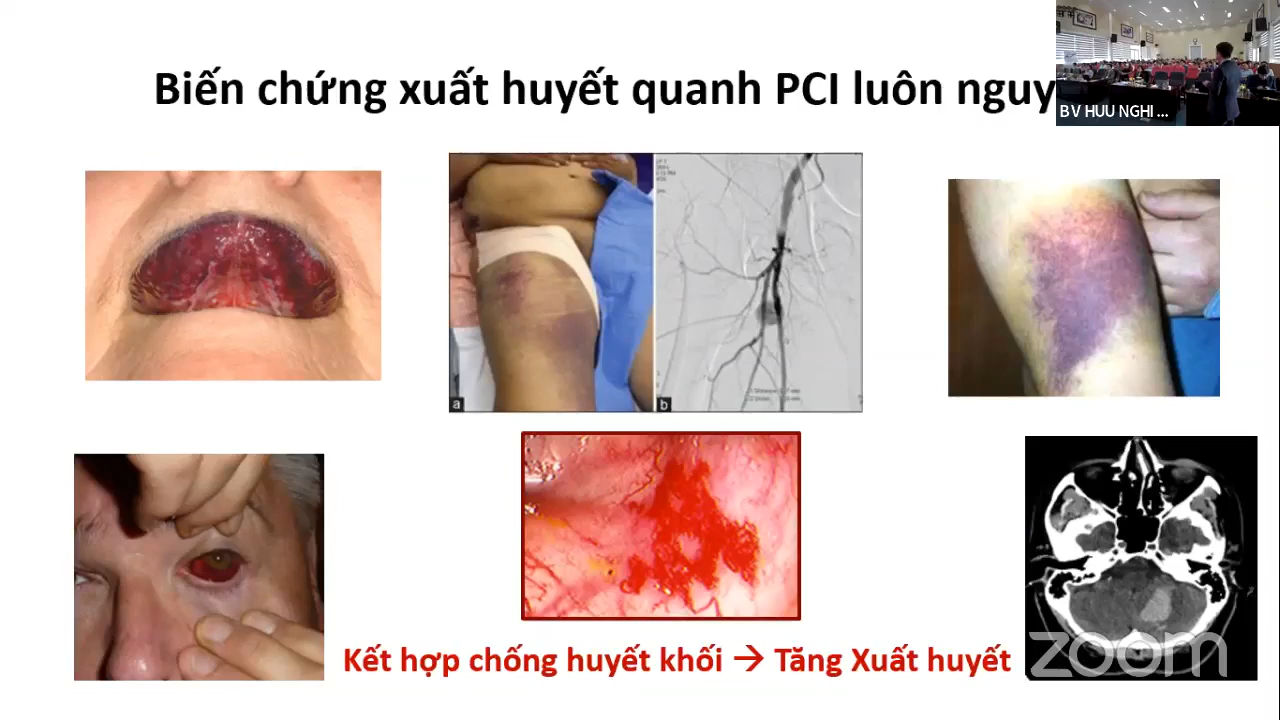 Biến chứng xuất huyết quanh PCI luôn nguy
BV HUU NGHI ...
a
b
Kết hợp chống huyết khối → Tăng Xuất huyết
zoom